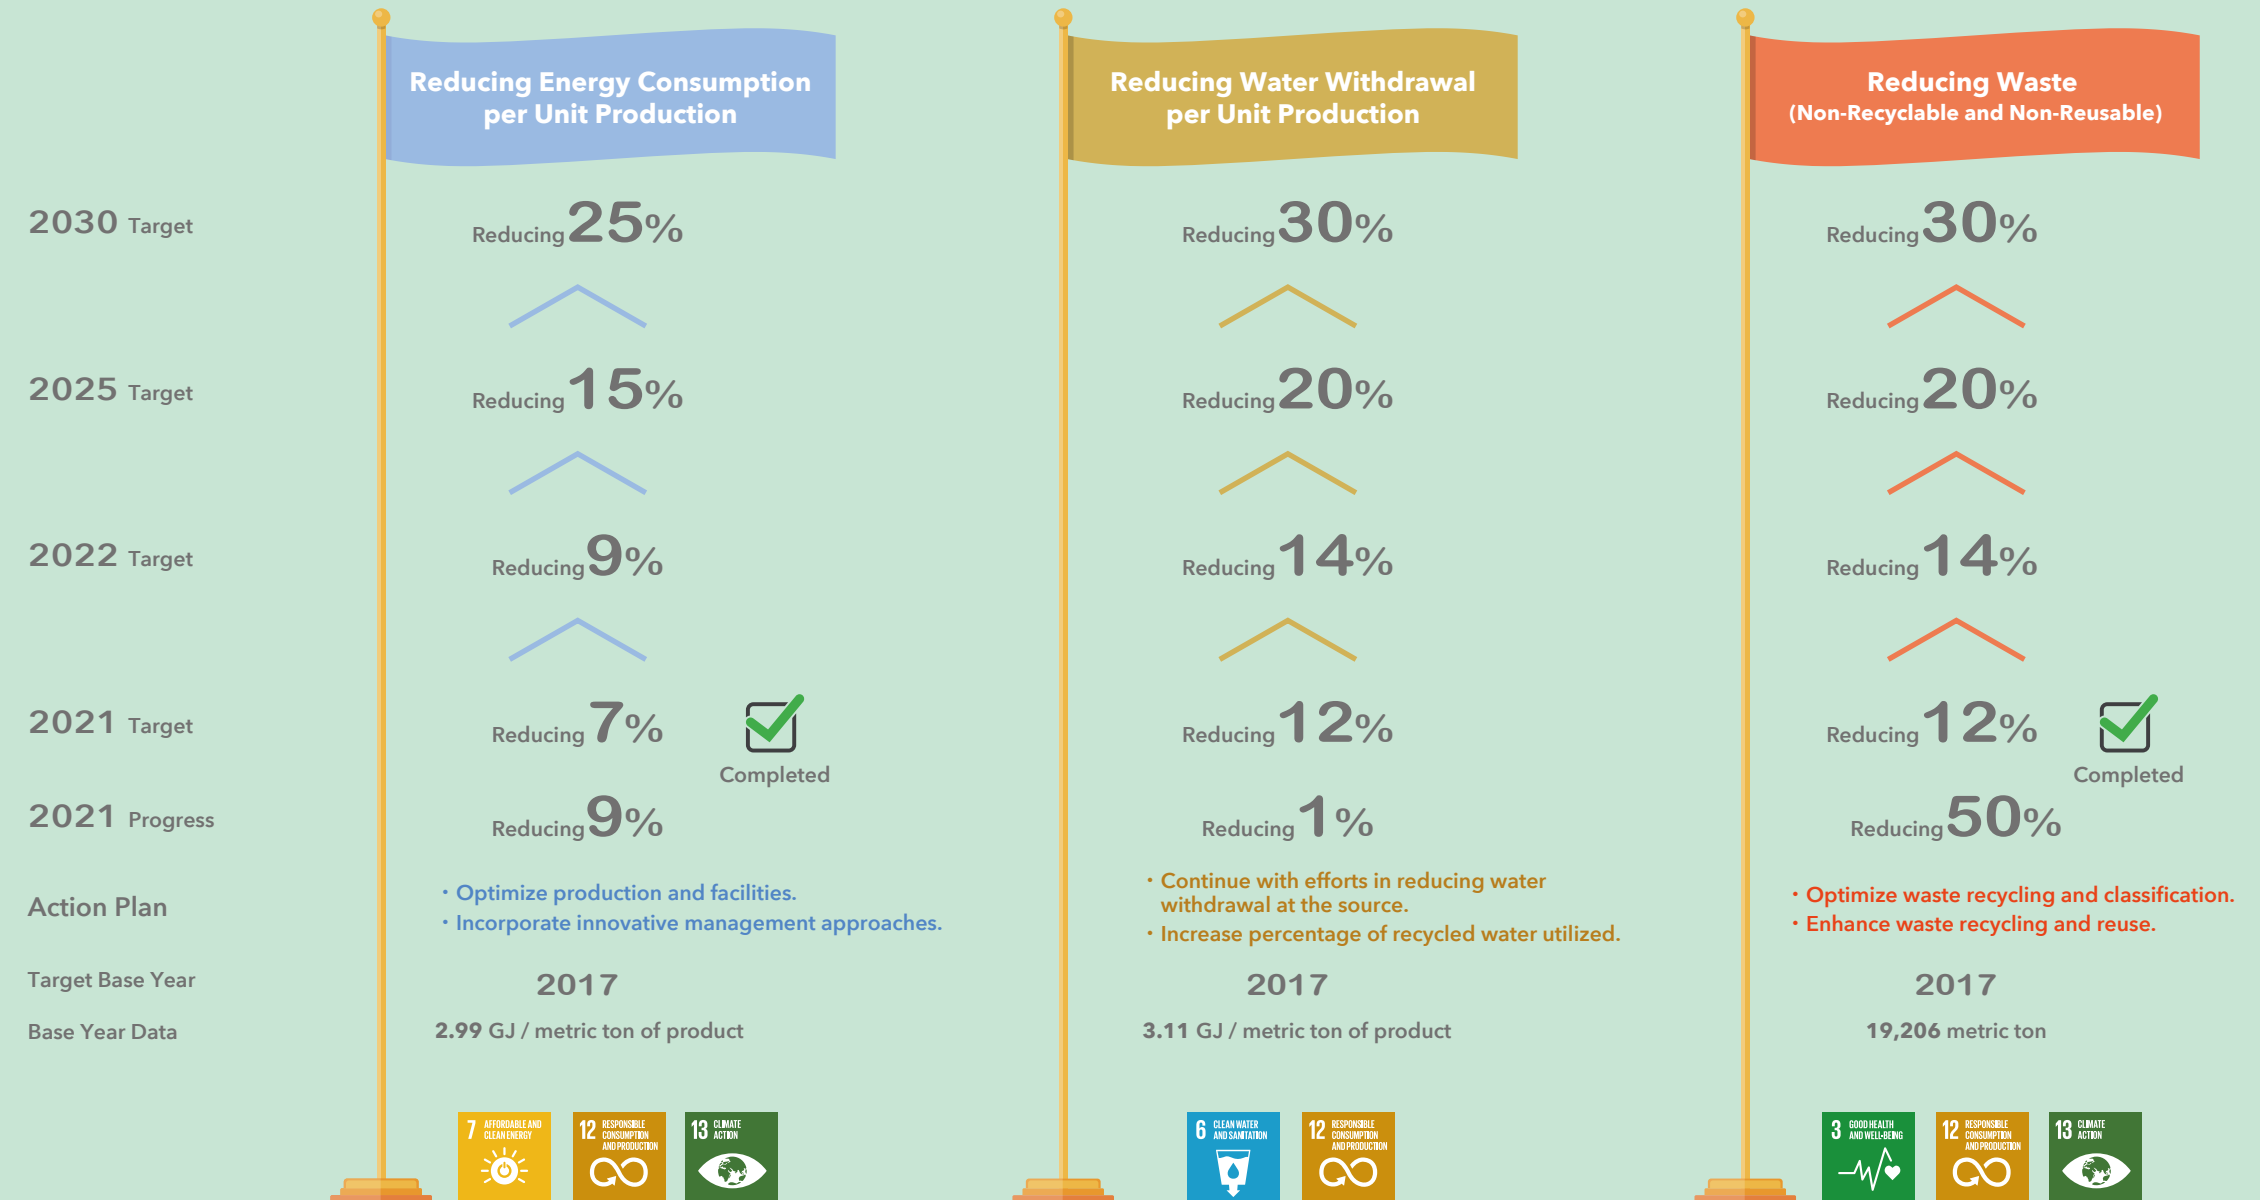 Reducing Energy Consumption
per Unit Production
Reducing Water Withdrawal
per Unit Production
Reducing Waste
(Non-Recyclable and Non-Reusable)
2030 Target
Reducing 25%
Reducing 30%
Reducing 30%
2025 Target
Reducing 15%
Reducing 20%
Reducing 20%
2022 Target
Reducing 9%
Reducing 14%
Reducing 14%
2021 Target
Reducing 7%
Completed
Reducing 12%
Reducing 12%
Completed
2021 Progress
Reducing 9%
Reducing 1%
Reducing 50%
Action Plan
・Optimize production and facilities.
・Incorporate innovative management approaches.
・Continue with efforts in reducing water
withdrawal at the source.
・Increase percentage of recycled water utilized.
・Optimize waste recycling and classification.
・Enhance waste recycling and reuse.
Target Base Year
2017
2017
2017
Base Year Data
2.99 GJ / metric ton of product
3.11 GJ / metric ton of product
19,206 metric ton
7 AFFORDABLE AND
CLEAN ENERGY
12 RESPONSIBLE
CONSUMPTION
AND PRODUCTION
13 CLIMATE
ACTION
6 CLEAN WATER
AND SANITATION
12 RESPONSIBLE
CONSUMPTION
AND PRODUCTION
3 GOOD HEALTH
AND WELL-BEING
12 RESPONSIBLE
CONSUMPTION
AND PRODUCTION
13 CLIMATE
ACTION